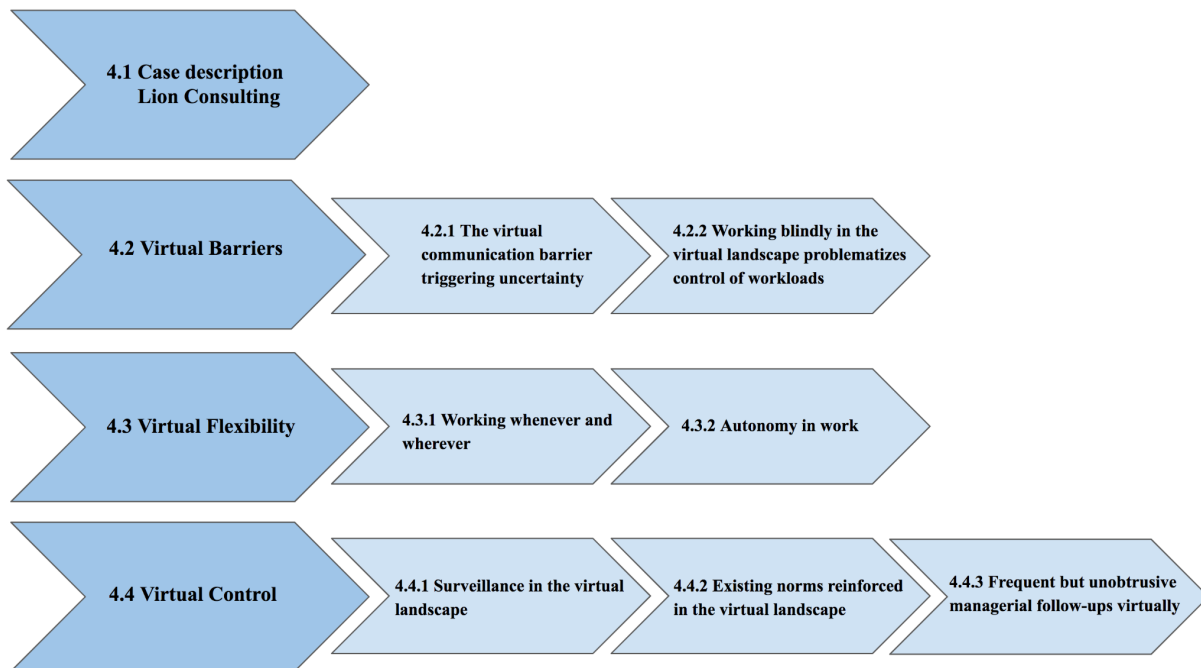 4.1 Case description
Lion Consulting
4.2 Virtual Barriers
4.2.1 The virtual
communication barrier
triggering uncertainty
4.2.2 Working blindly in the
virtual landscape problematizes
control of workloads
4.3 Virtual Flexibility
4.3.1 Working whenever and
wherever
4.3.2 Autonomy in work
4.4 Virtual Control
4.4.1 Surveillance in the virtual
landscape
4.4.2 Existing norms reinforced
in the virtual landscape
4.4.3 Frequent but unobtrusive
managerial follow-ups virtually